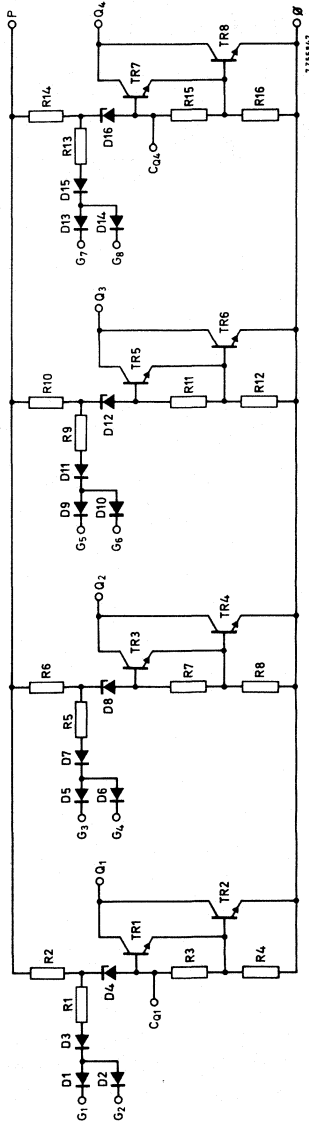 P
R2
R1
D3
D1
D2
G1
G2
D4
Q1
TR1
TR2
CQ1
R3
R4
R6
R5
D7
D5
D6
G3
G4
D8
Q2
TR3
TR4
R7
R8
R10
R9
D11
D9
D10
G5
G6
D12
Q3
TR5
TR6
R11
R12
R14
R13
D15
D13
D14
G7
G8
D16
Q4
TR7
TR8
CQ4
R15
R16
Ø